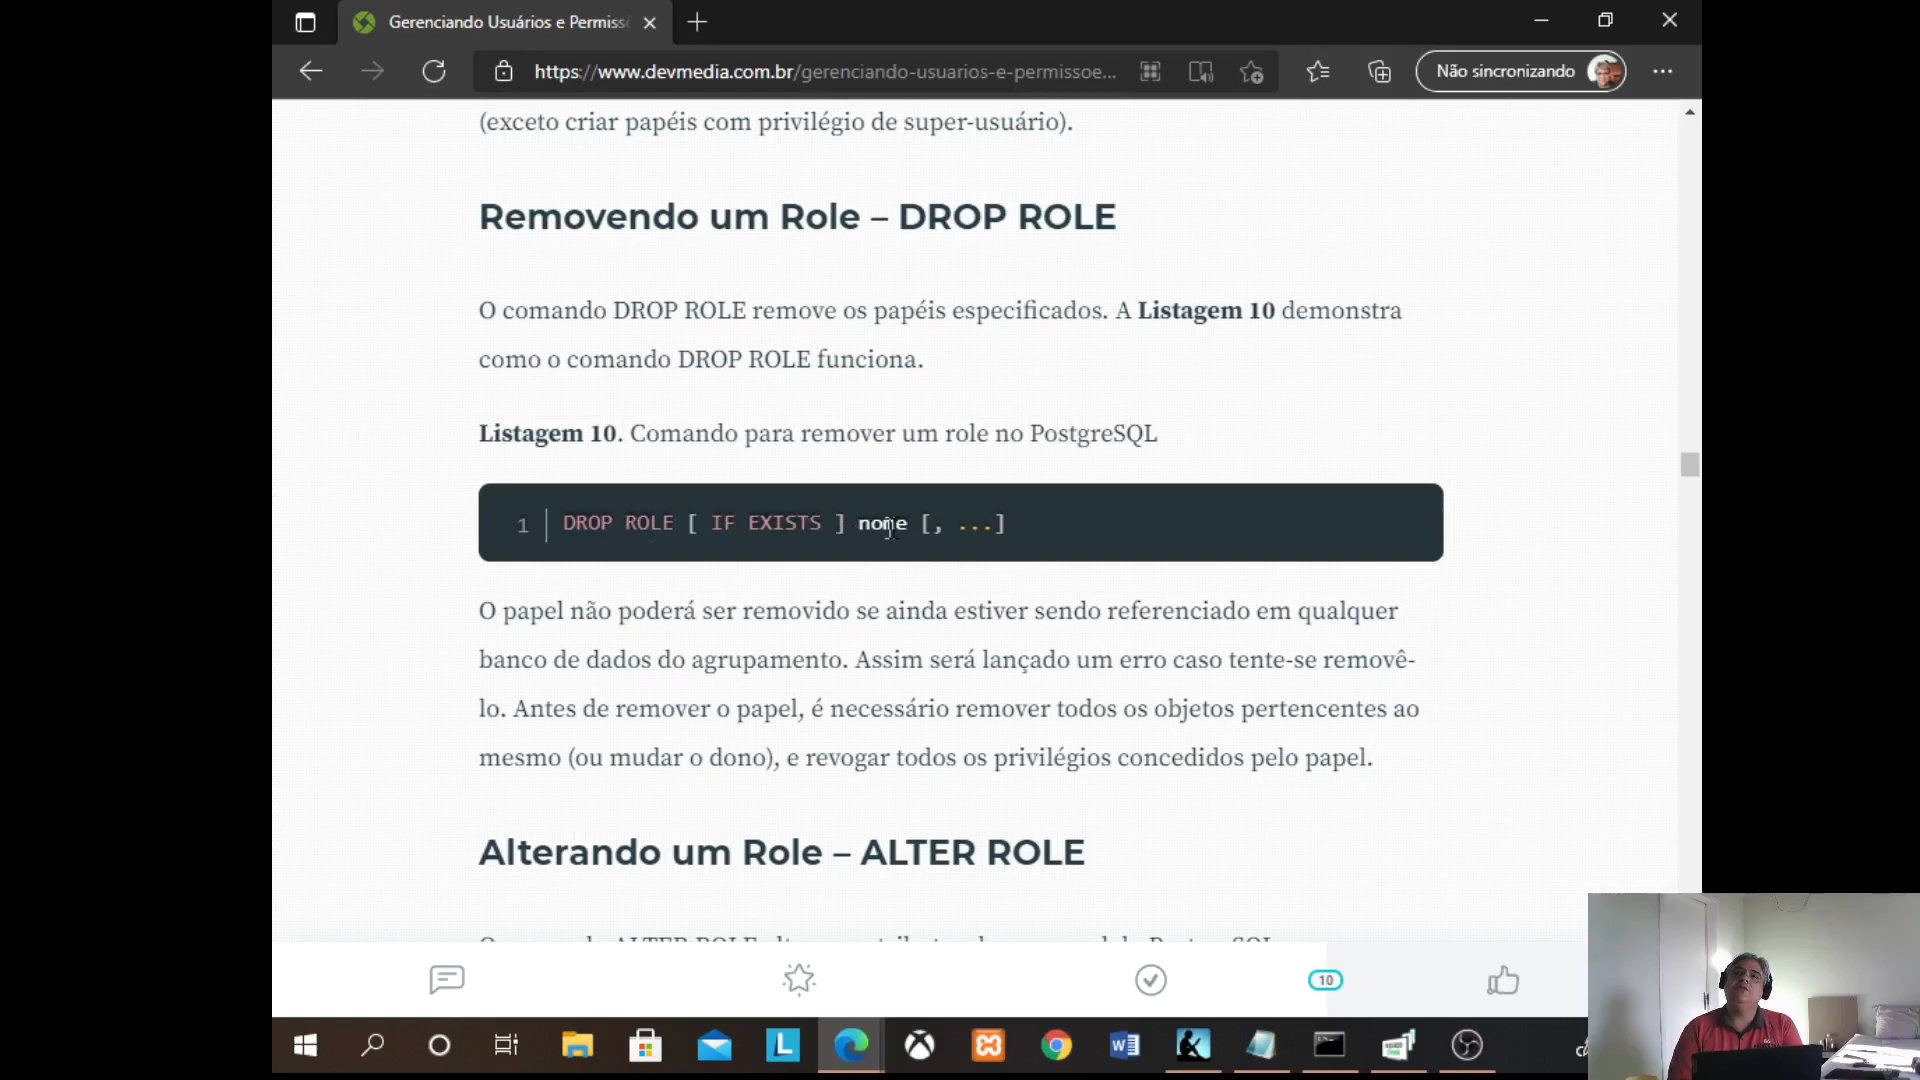 Gerenciando Usuários e Permiss
https://www.devmedia.com.br/gerenciando-usuarios-e-permissoe...
Não sincronizando
(exceto criar papéis com privilégio de super-usuário).
Removendo um Role – DROP ROLE
O comando DROP ROLE remove os papéis especificados. A Listagem 10 demonstra
como o comando DROP ROLE funciona.
Listagem 10. Comando para remover um role no PostgreSQL
1 DROP ROLE [ IF EXISTS ] nome [, ...]
O papel não poderá ser removido se ainda estiver sendo referenciado em qualquer
banco de dados do agrupamento. Assim será lançado um erro caso tente-se removê-
lo. Antes de remover o papel, é necessário remover todos os objetos pertencentes ao
mesmo (ou mudar o dono), e revogar todos os privilégios concedidos pelo papel.
Alterando um Role – ALTER ROLE
10